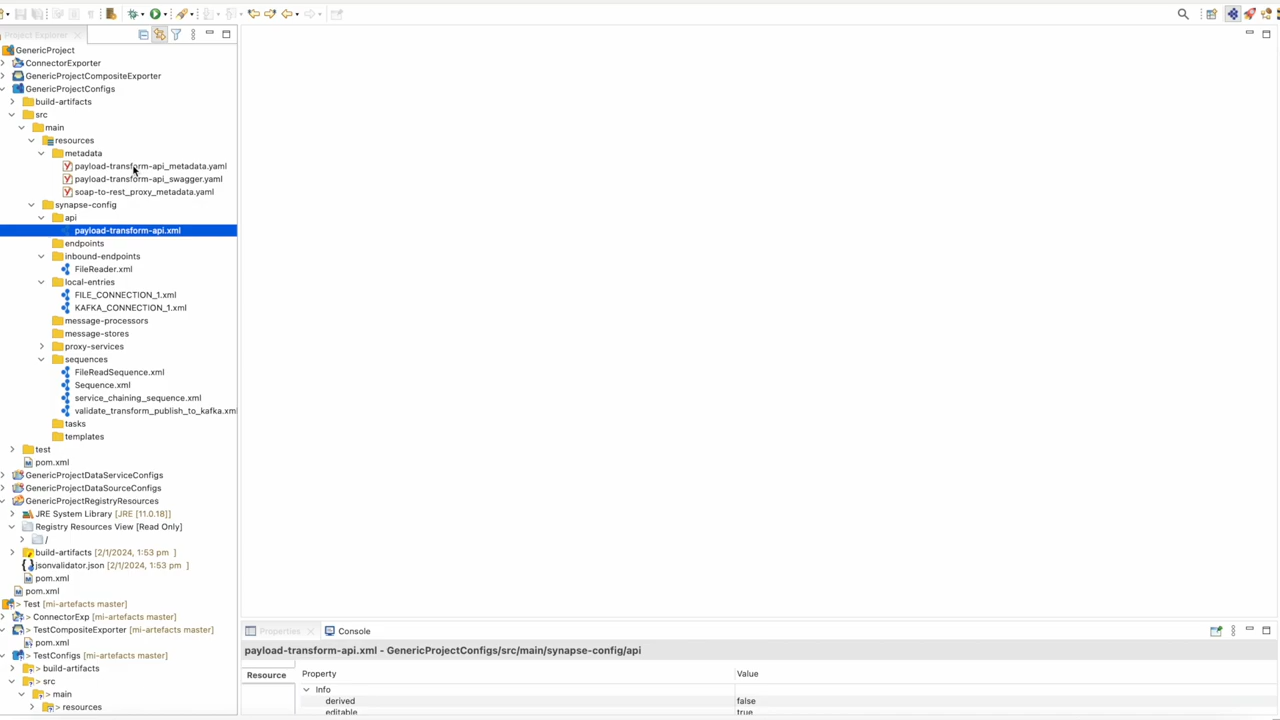 Project Explorer
GenericProject
ConnectorExporter
GenericProjectCompositeExporter
GenericProjectConfigs
build-artifacts
src
main
resources
metadata
payload-transform-api_metadata.yaml
payload-transform-api_swagger.yaml
soap-to-rest_proxy_metadata.yaml
synapse-config
api
payload-transform-api.xml
endpoints
inbound-endpoints
FileReader.xml
local-entries
FILE_CONNECTION_1.xml
KAFKA_CONNECTION_1.xml
message-processors
message-stores
proxy-services
sequences
FileReadSequence.xml
Sequence.xml
service_chaining_sequence.xml
validate_transform_publish_to_kafka.xml
tasks
templates
test
pom.xml
GenericProjectDataServiceConfigs
GenericProjectDataSourceConfigs
GenericProjectRegistryResources
JRE System Library [JRE [11.0.18]]
Registry Resources View [Read Only]
/
build-artifacts [2/1/2024, 1:53 pm ]
jsonvalidator.json [2/1/2024, 1:53 pm ]
pom.xml
pom.xml
> Test [mi-artefacts master]
> ConnectorExp [mi-artefacts master]
> TestCompositeExporter [mi-artefacts master]
pom.xml
> TestConfigs [mi-artefacts master]
> build-artifacts
> src
> main
> resources
Properties
Console
payload-transform-api.xml - GenericProjectConfigs/src/main/synapse-config/api
Resource
Property Value
Info
derived false
editable true